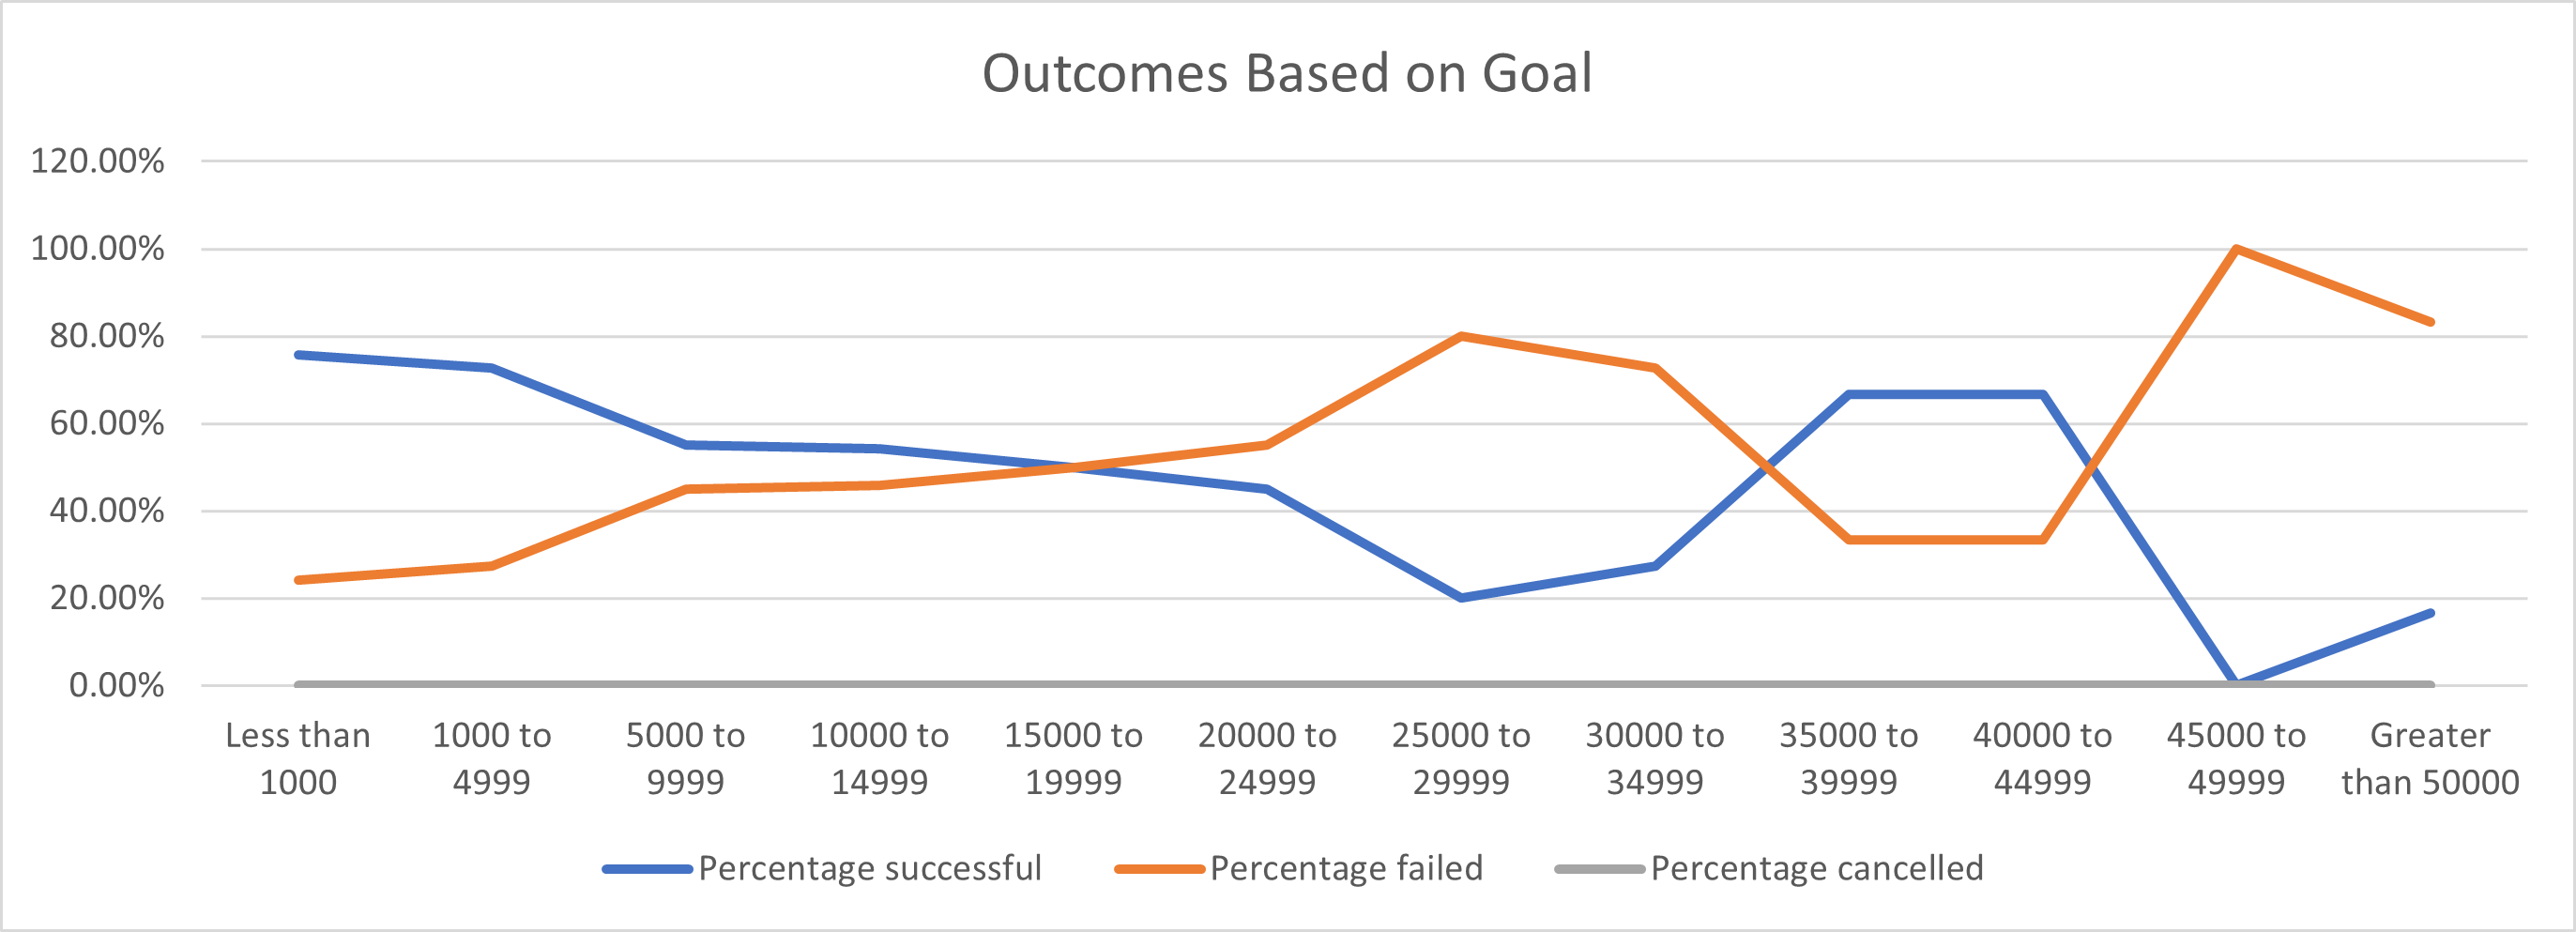 Outcomes Based on Goal
120.00%
100.00%
80.00%
60.00%
40.00%
20.00%
0.00%
Less than 1000 to 5000 to 10000 to 15000 to 20000 to 25000 to 30000 to 35000 to 40000 to 45000 to Greater
1000 4999 9999 14999 19999 24999 29999 34999 39999 44999 49999 than 50000
Percentage successful Percentage failed Percentage cancelled